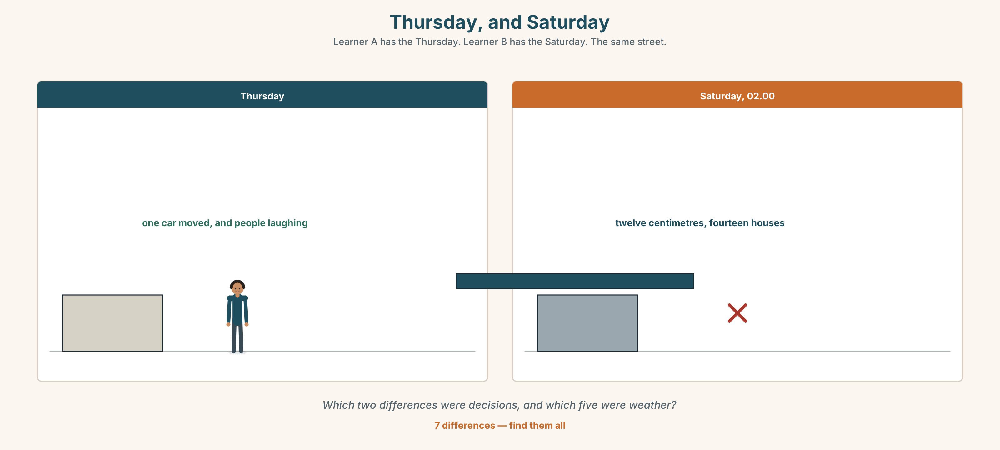 Thursday, and Saturday
Learner A has the Thursday. Learner B has the Saturday. The same street.
Thursday
one car moved, and people laughing
Saturday, 02.00
twelve centimetres, fourteen houses
Which two differences were decisions, and which five were weather?
7 differences — find them all